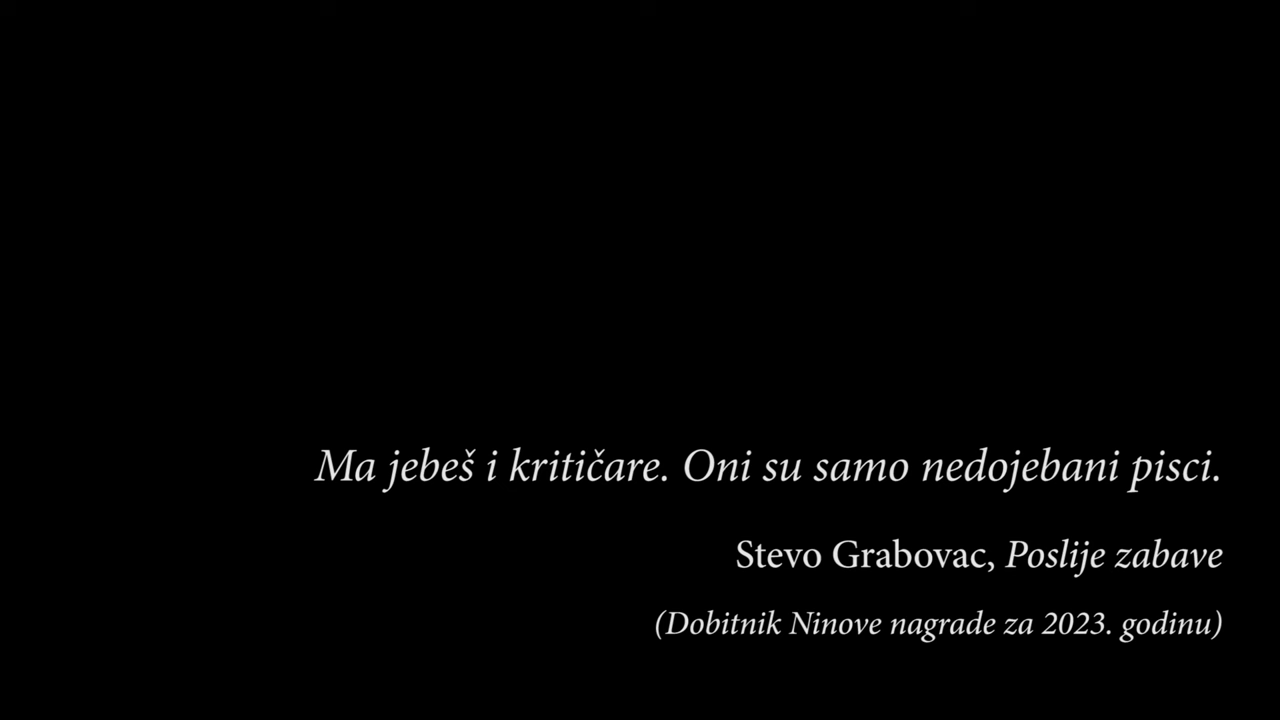 Ma jebeš i kritičare. Oni su samo nedojebani pisci.
Stevo Grabovac, Poslije zabave
(Dobitnik Ninove nagrade za 2023. godinu)